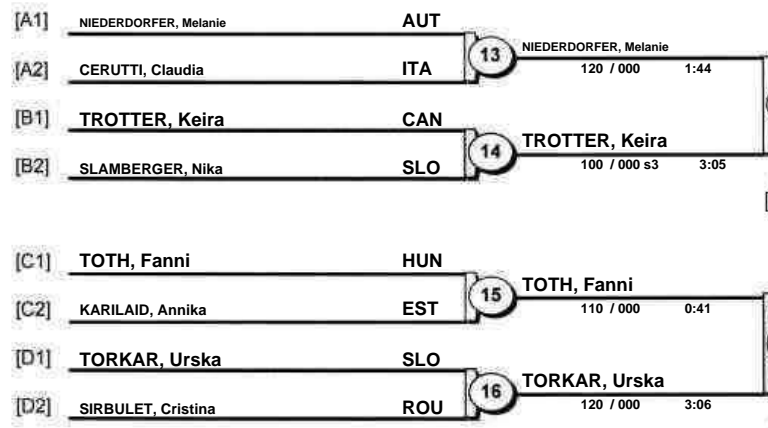 [A1] NIEDERDORFER, Melanie AUT
13 NIEDERDORFER, Melanie
[A2] CERUTTI, Claudia ITA
120 / 000 1:44
[B1] TROTTER, Keira CAN
14 TROTTER, Keira
[B2] SLAMBERGER, Nika SLO
100 / 000 s3 3:05
[C1] TOTH, Fanni HUN
15 TOTH, Fanni
[C2] KARILAID, Annika EST
110 / 000 0:41
[D1] TORKAR, Urska SLO
16 TORKAR, Urska
[D2] SIRBULET, Cristina ROU
120 / 000 3:06